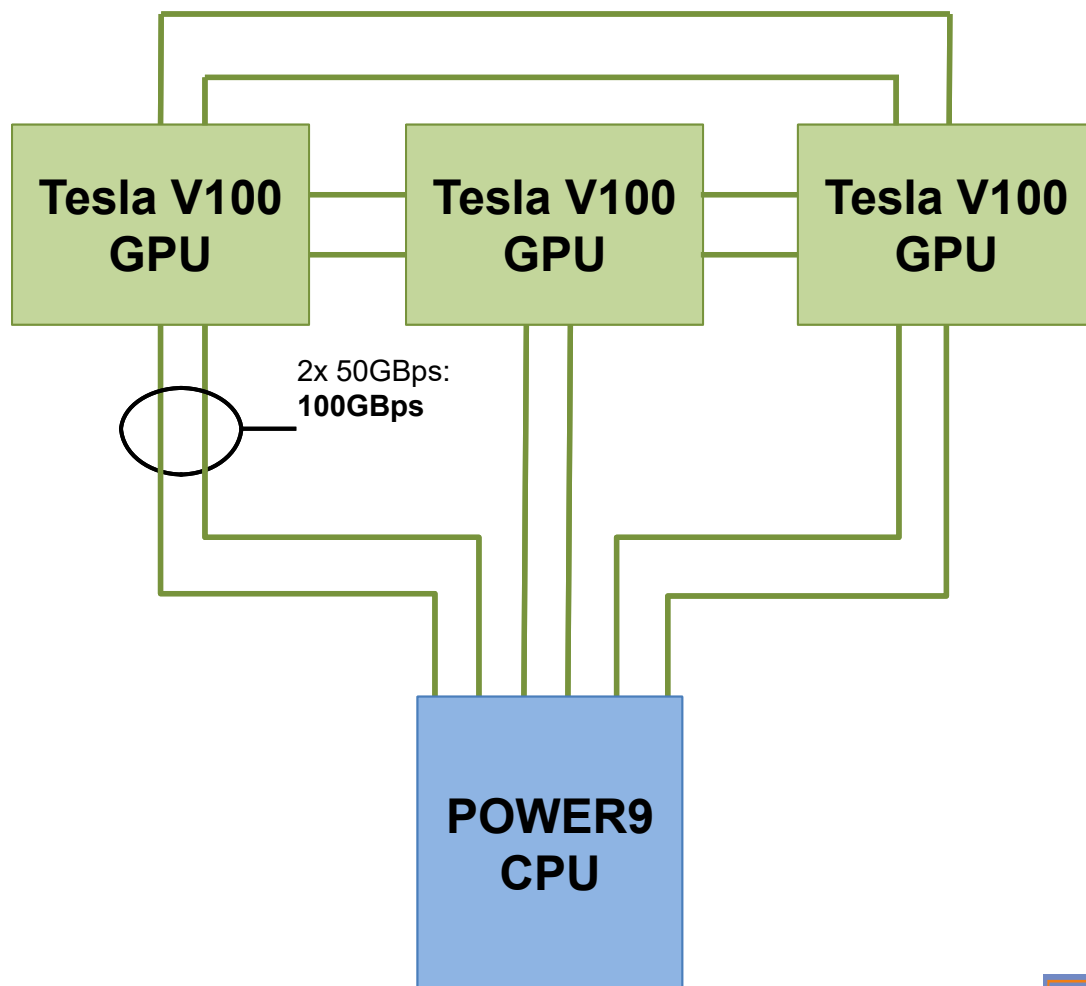 Tesla V100
GPU
Tesla V100
GPU
Tesla V100
GPU
2x 50GBps:
100GBps
POWER9
CPU